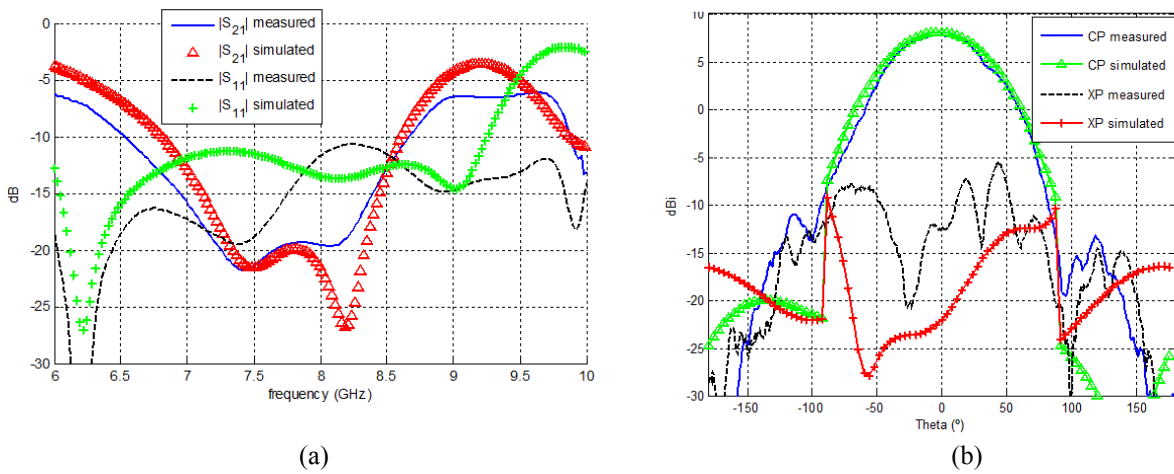 0
-5
-10
-15
-20
-25
-30
dB
6 6.5 7 7.5 8 8.5 9 9.5 10
frequency (GHz)
|S21| measured
|S21| simulated
|S11| measured
|S11| simulated
(a)
10
5
0
-5
-10
-15
-20
-25
-30
dBi
-150 -100 -50 0 50 100 150
Theta (º)
CP measured
CP simulated
XP measured
XP simulated
(b)